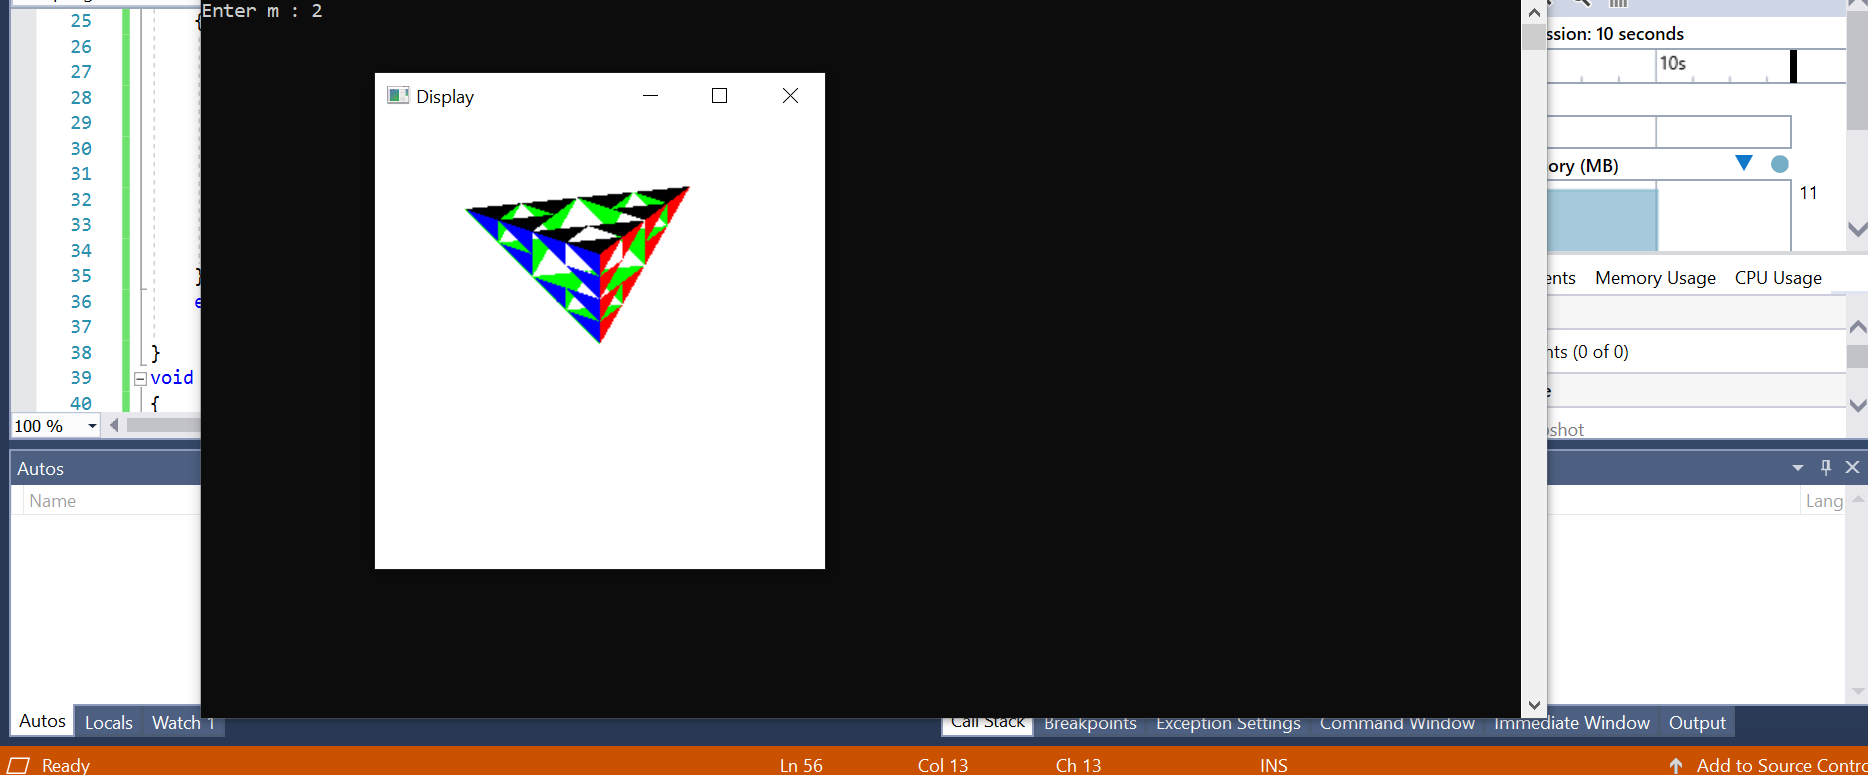 Enter m : 2
25
26
27
28
29
30
31
32
33
34
35 }
36
37
38 }
39 void
40 {
100 %
Display
ssion: 10 seconds
10s
ory (MB)
11
Memory Usage CPU Usage
nts (0 of 0)
shot
Autos
Name
Lang
Autos Locals Watch 1
Call Stack Breakpoints Exception Settings Command Window Immediate Window Output
Ready Ln 56 Col 13 Ch 13 INS Add to Source Contro